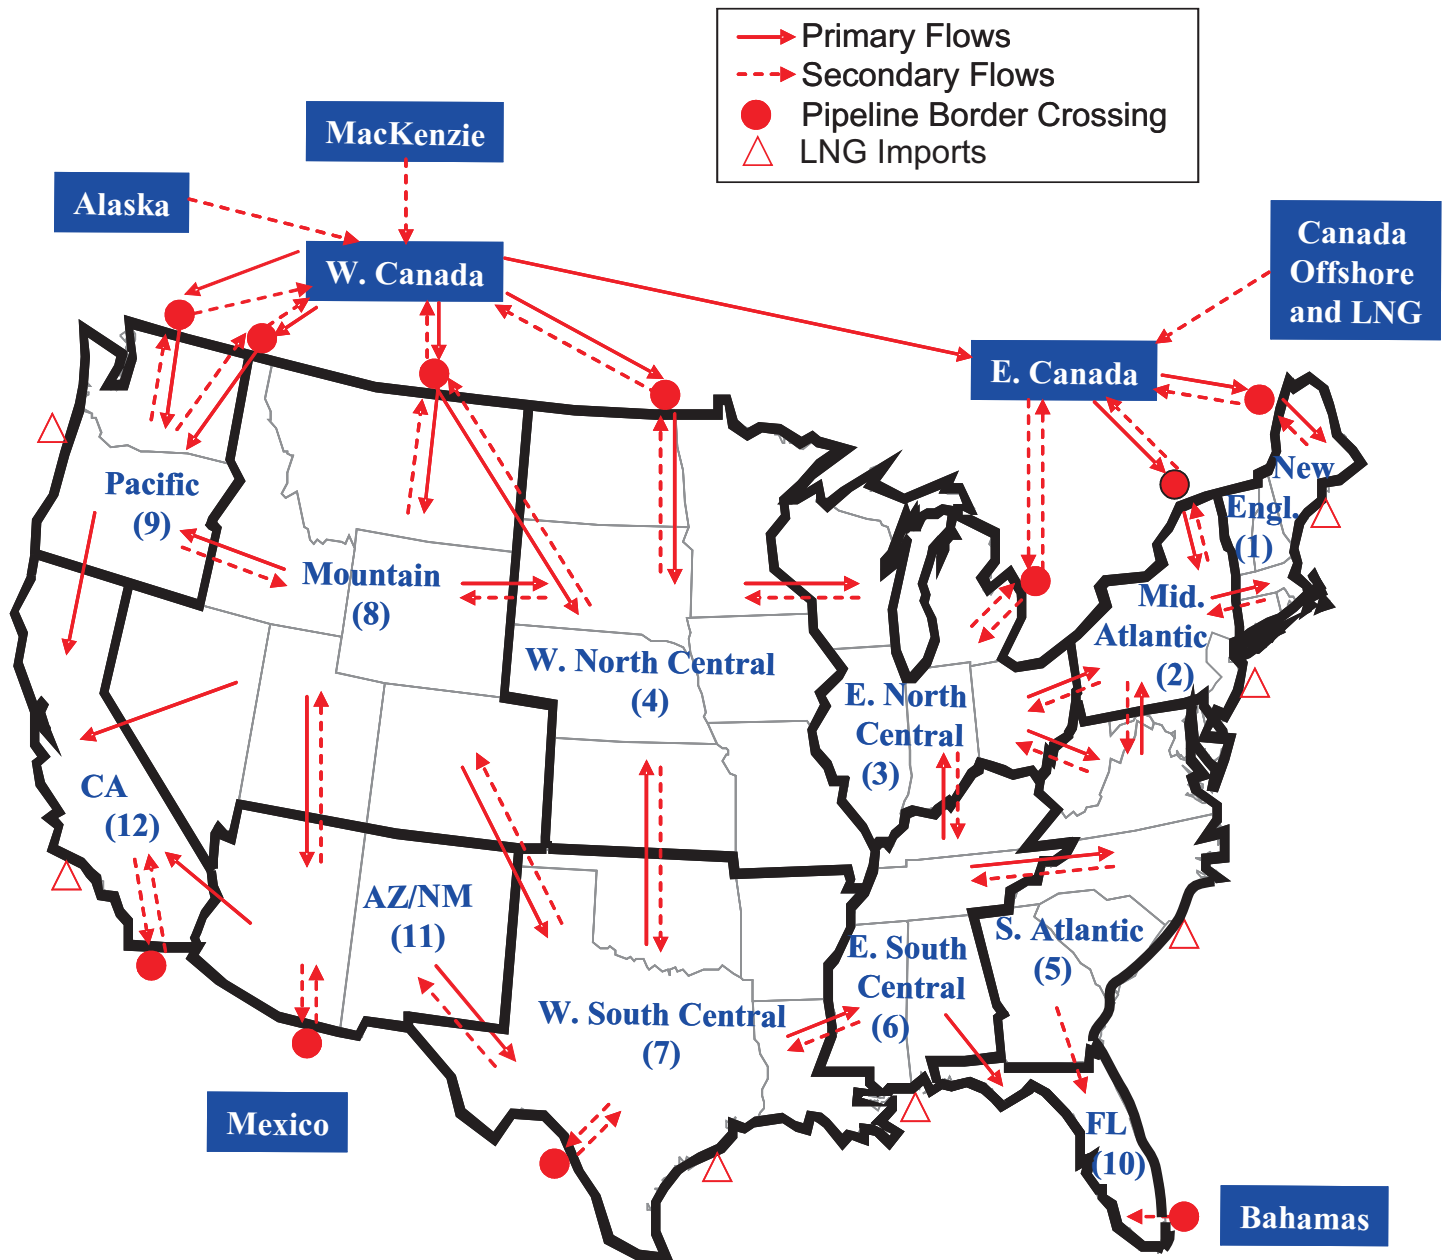 Primary Flows
Secondary Flows
Pipeline Border Crossing
LNG Imports
MacKenzie
Alaska
W. Canada
Canada
Offshore
and LNG
E. Canada
New
Engl.
(1)
Pacific
(9)
Mountain
(8)
Mid.
Atlantic
(2)
W. North Central
(4)
E. North
Central
(3)
CA
(12)
AZ/NM
(11)
E. South
Central
(6)
S. Atlantic
(5)
W. South Central
(7)
Mexico
FL
(10)
Bahamas